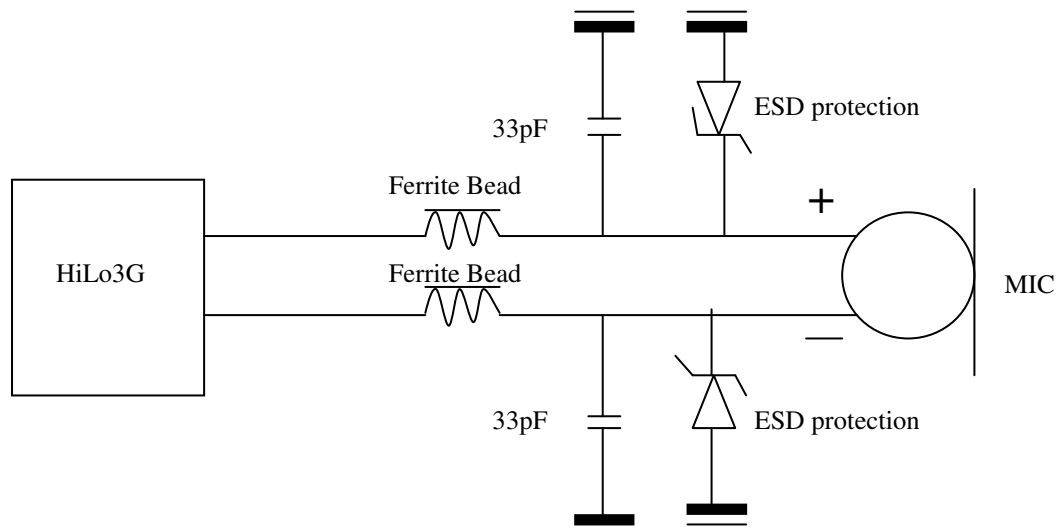 ESD protection
33pF
Ferrite Bead
+
HiLo3G
Ferrite Bead
MIC
—
33pF
ESD protection